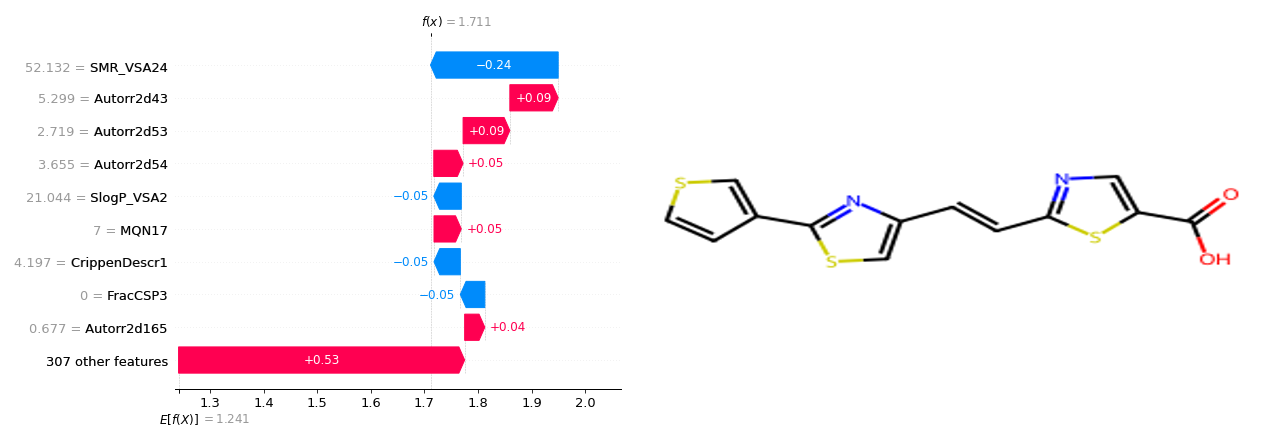 f(x) = 1.711
52.132 = SMR_VSA24
−0.24
5.299 = Autorr2d43
+0.09
2.719 = Autorr2d53
+0.09
3.655 = Autorr2d54
+0.05
21.044 = SlogP_VSA2
−0.05
7 = MQN17
+0.05
4.197 = CrippenDescr1
−0.05
0 = FracCSP3
−0.05
0.677 = Autorr2d165
+0.04
307 other features
+0.53
1.3 1.4 1.5 1.6 1.7 1.8 1.9 2.0
E[f(X)] = 1.241
S
N
S
N
S
O
OH